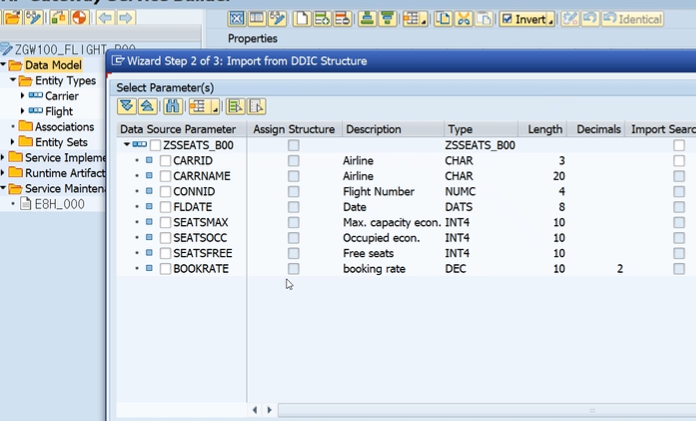 Invert
Identical
ZGW100_FLIGHT_B00
Properties
Data Model
Wizard Step 2 of 3: Import from DDIC Structure
Entity Types
Select Parameter(s)
Carrier
Flight
Associations
Entity Sets
Service Impleme
Runtime Artifact
Service Mainten
E8H_000
Data Source Parameter Assign Structure Description Type Length Decimals Import Searc
ZSSEATS_B00 ZSSEATS_B00
CARRID Airline CHAR 3
CARRNAME Airline CHAR 20
CONNID Flight Number NUMC 4
FLDATE Date DATS 8
SEATSMAX Max. capacity econ. INT4 10
SEATSOCC Occupied econ. INT4 10
SEATSFREE Free seats INT4 10
BOOKRATE booking rate DEC 10 2